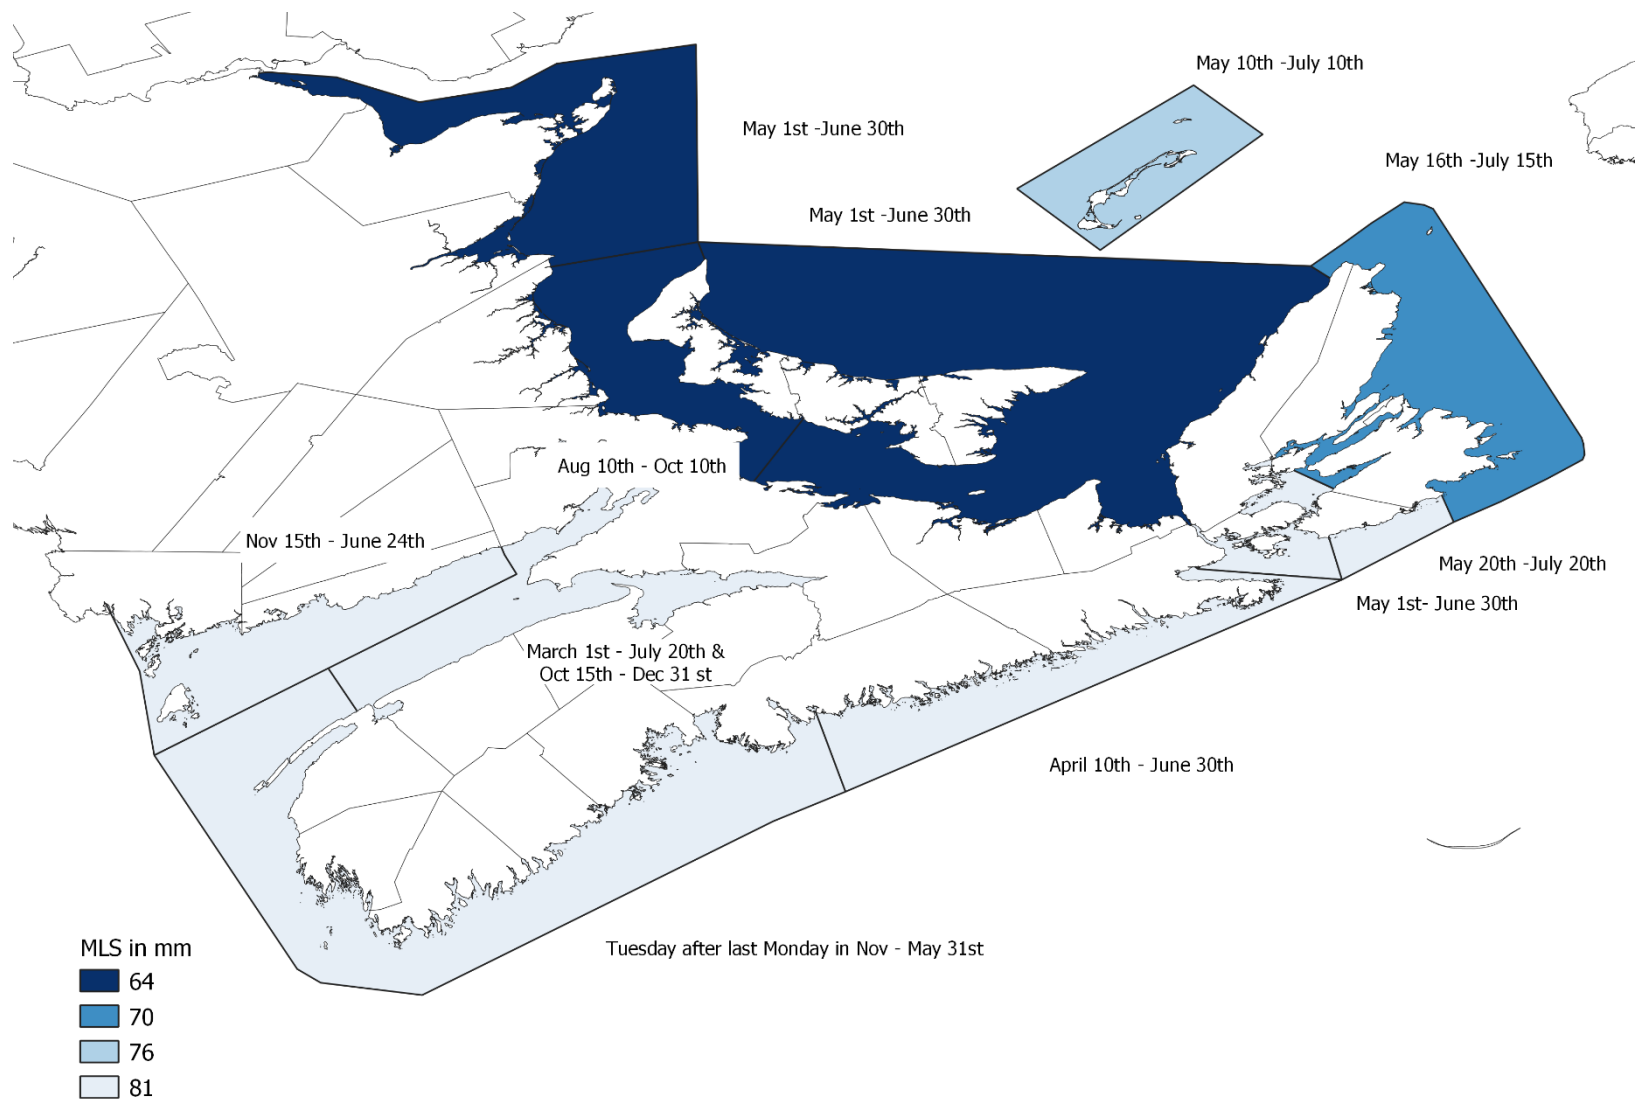 May 10th -July 10th
May 1st -June 30th
May 16th -July 15th
May 1st -June 30th
Aug 10th - Oct 10th
Nov 15th - June 24th
May 20th -July 20th
May 1st- June 30th
March 1st - July 20th &
Oct 15th - Dec 31 st
April 10th - June 30th
Tuesday after last Monday in Nov - May 31st
MLS in mm
64
70
76
81